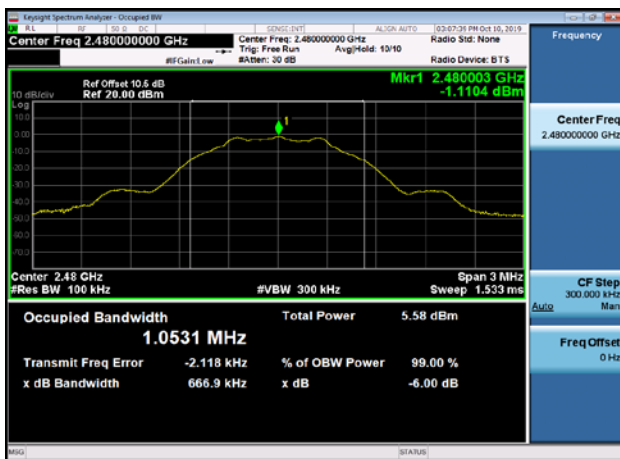 Keysight Spectrum Analyzer - Occupied BW
RL RF 50 Ω DC SENSE:INT ALIGN AUTO 03:07:39 PM Oct 10, 2019
Center Freq 2.480000000 GHz
Center Freq: 2.480000000 GHz
Radio Std: None
Trig: Free Run Avg|Hold: 10/10
#IFGain:Low #Atten: 30 dB Radio Device: BTS
Frequency
Mkr1 2.480003 GHz
-1.1104 dBm
Ref Offset 10.6 dB
10 dB/div Ref 20.00 dBm
Log
10.0
0.00
-10.0
-20.0
-30.0
-40.0
-50.0
-60.0
-70.0
1
Center 2.48 GHz Span 3 MHz
#Res BW 100 kHz #VBW 300 kHz Sweep 1.533 ms
Occupied Bandwidth Total Power 5.58 dBm
1.0531 MHz
Transmit Freq Error -2.118 kHz % of OBW Power 99.00 %
x dB Bandwidth 666.9 kHz x dB -6.00 dB
Center Freq
2.480000000 GHz
CF Step
300.000 kHz
Auto Man
Freq Offset
0 Hz
MSG STATUS